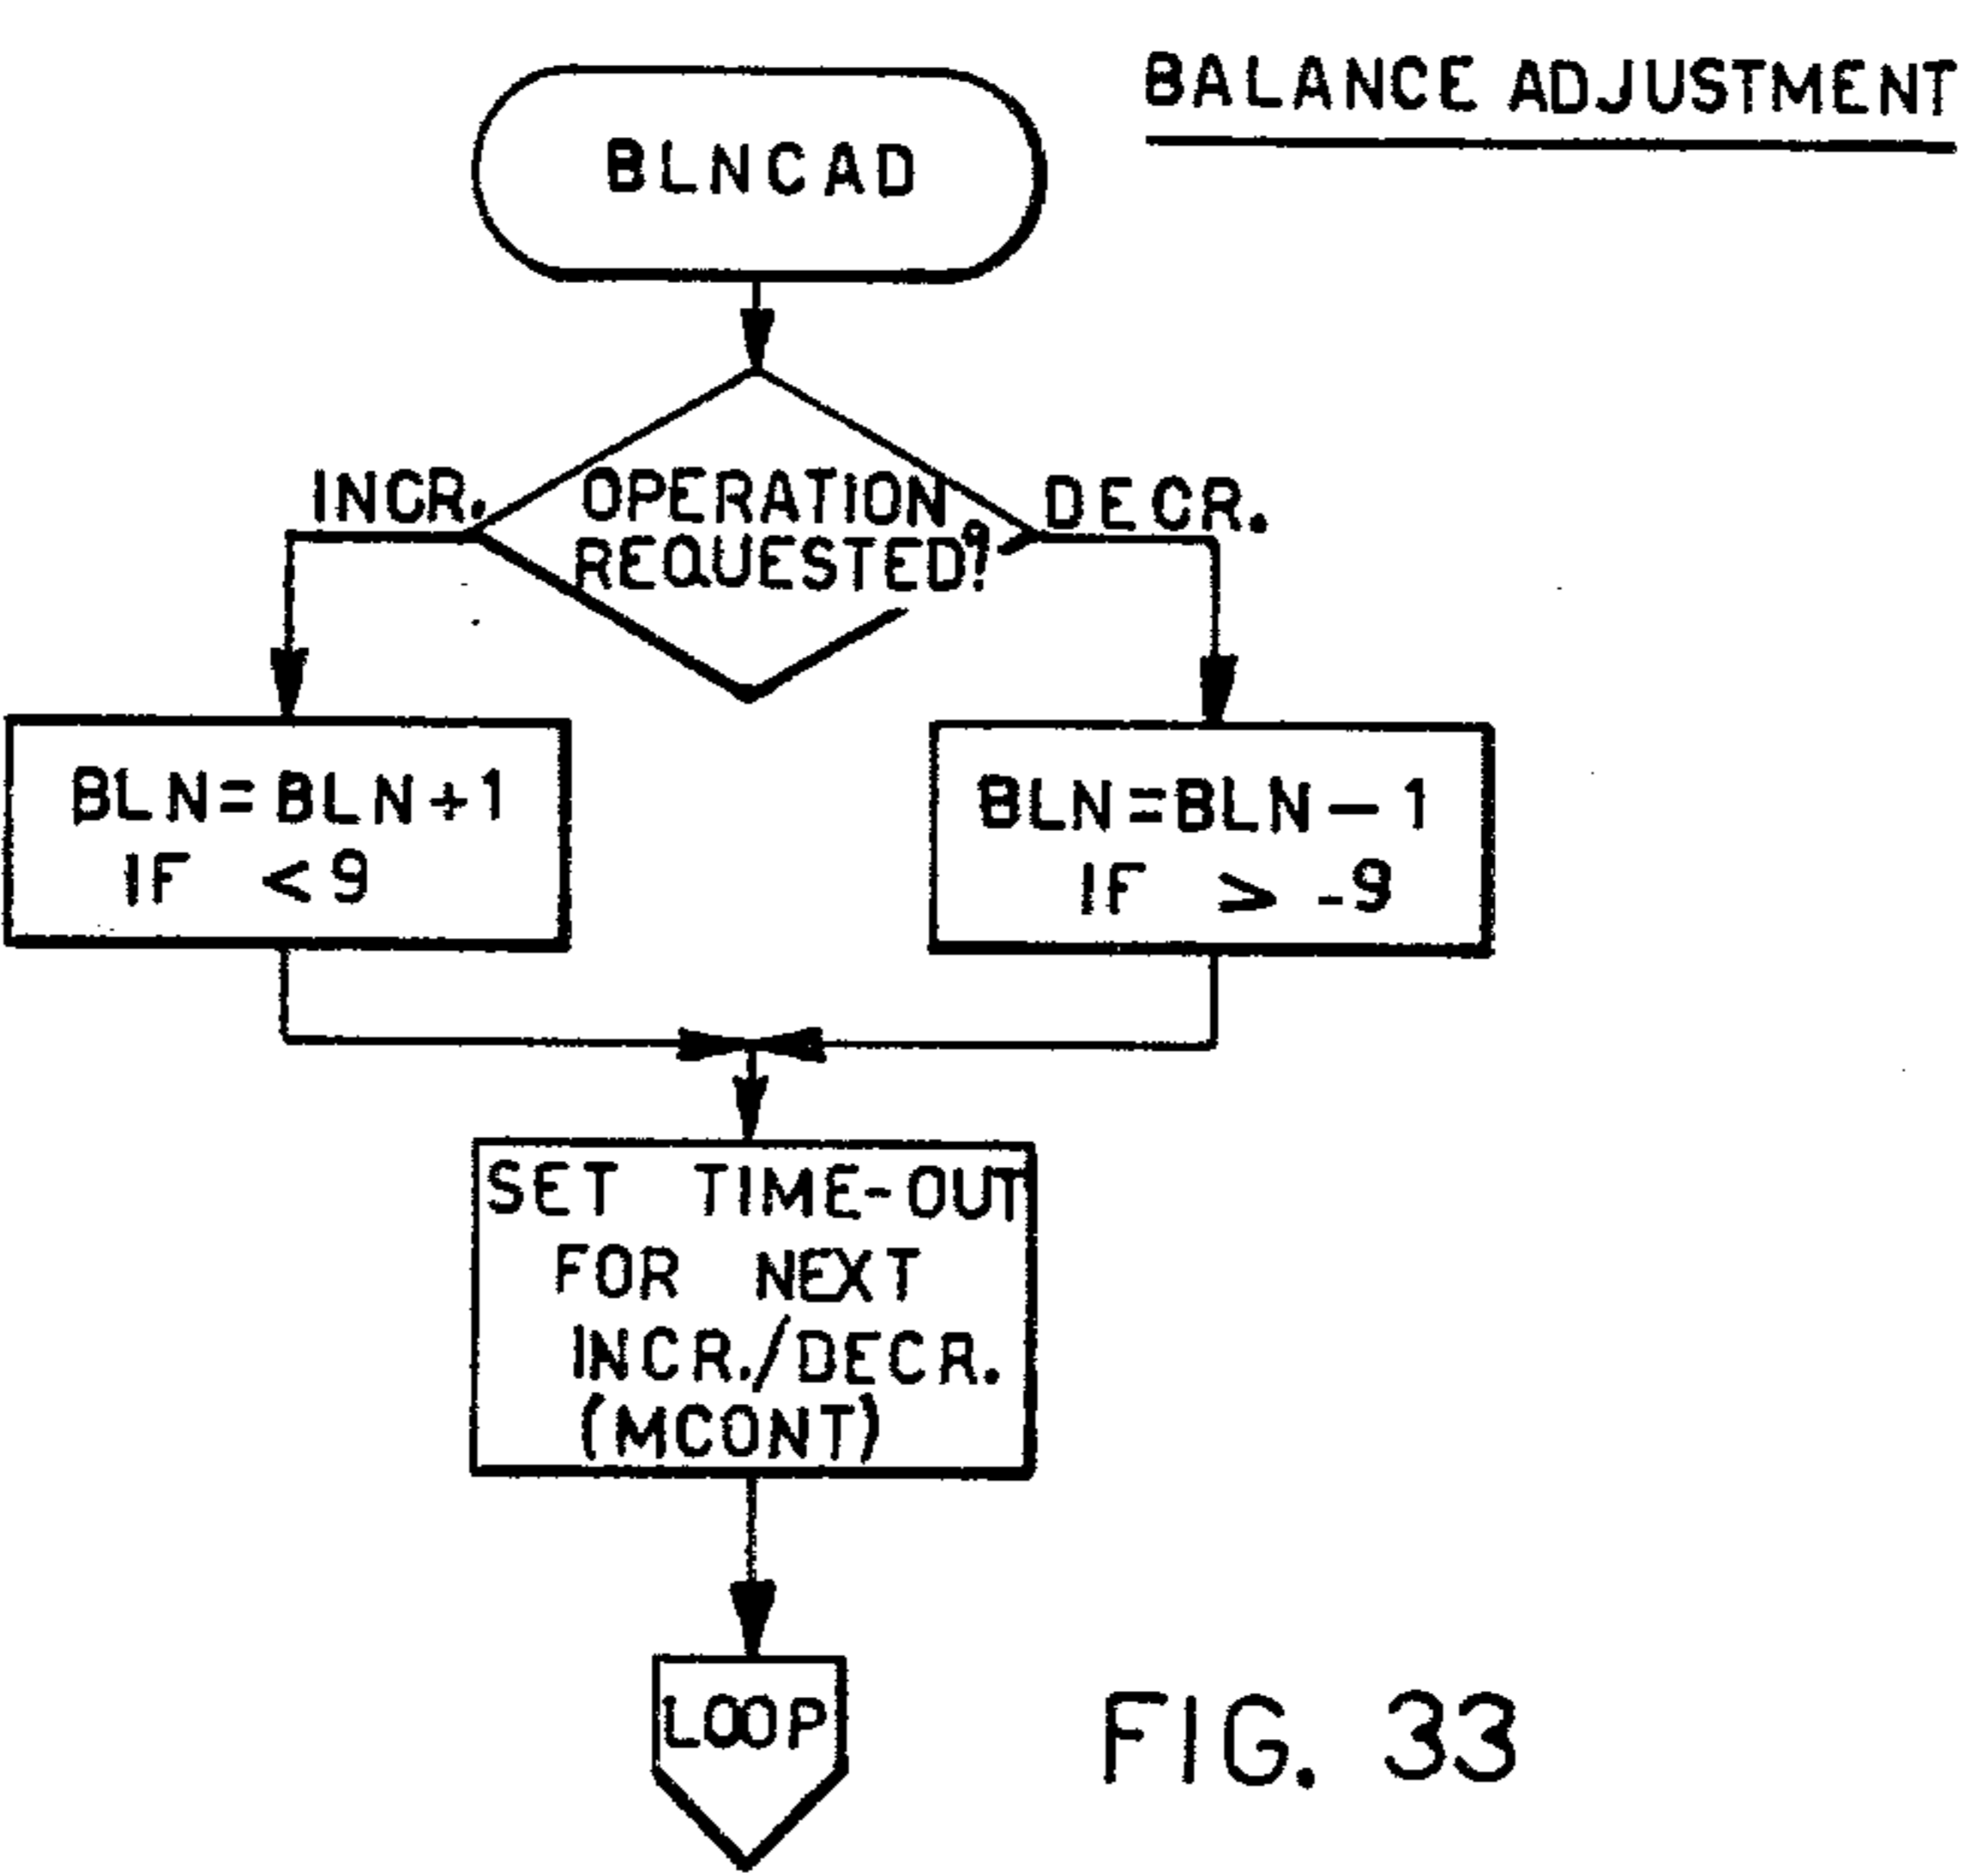 BALANCE ADJUSTMENT
BLNCAD
OPERATION
REQUESTED?
INCR.
DECR.
BLN=BLN+1
IF <9
BLN=BLN-1
IF > -9
SET TIME-OUT
FOR NEXT
INCR./DECR.
(MCONT)
LOOP
FIG. 33